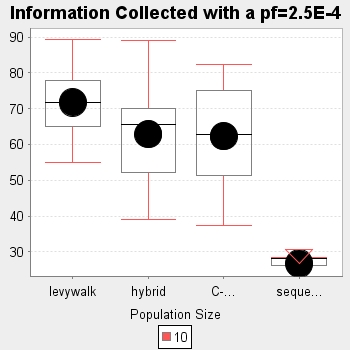 Information Collected with a pf=2.5E-4
90
80
70
60
50
40
30
levywalk hybrid C-... seque...
Population Size
10